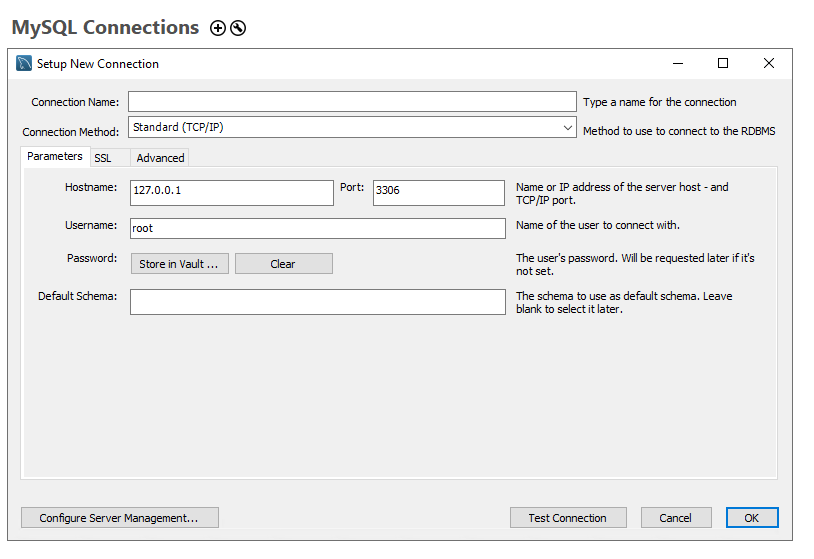 MySQL Connections
Setup New Connection
Connection Name: Type a name for the connection
Connection Method: Standard (TCP/IP) Method to use to connect to the RDBMS
Parameters SSL Advanced
Hostname: 127.0.0.1 Port: 3306 Name or IP address of the server host - and
TCP/IP port.
Username: root Name of the user to connect with.
Password: Store in Vault ... Clear The user's password. Will be requested later if it's
not set.
Default Schema: The schema to use as default schema. Leave
blank to select it later.
Configure Server Management... Test Connection Cancel OK